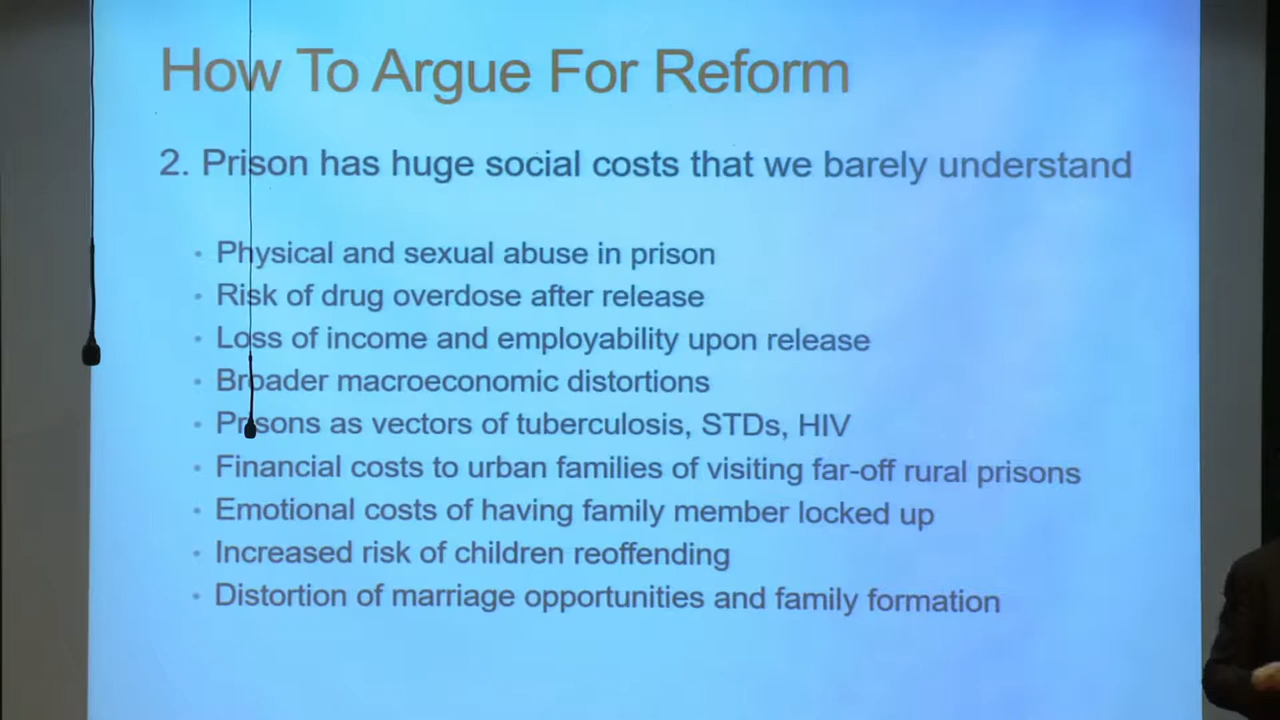 How To Argue For Reform
2. Prison has huge social costs that we barely understand
• Physical and sexual abuse in prison
• Risk of drug overdose after release
• Loss of income and employability upon release
• Broader macroeconomic distortions
• Prisons as vectors of tuberculosis, STDs, HIV
• Financial costs to urban families of visiting far-off rural prisons
• Emotional costs of having family member locked up
• Increased risk of children reoffending
• Distortion of marriage opportunities and family formation